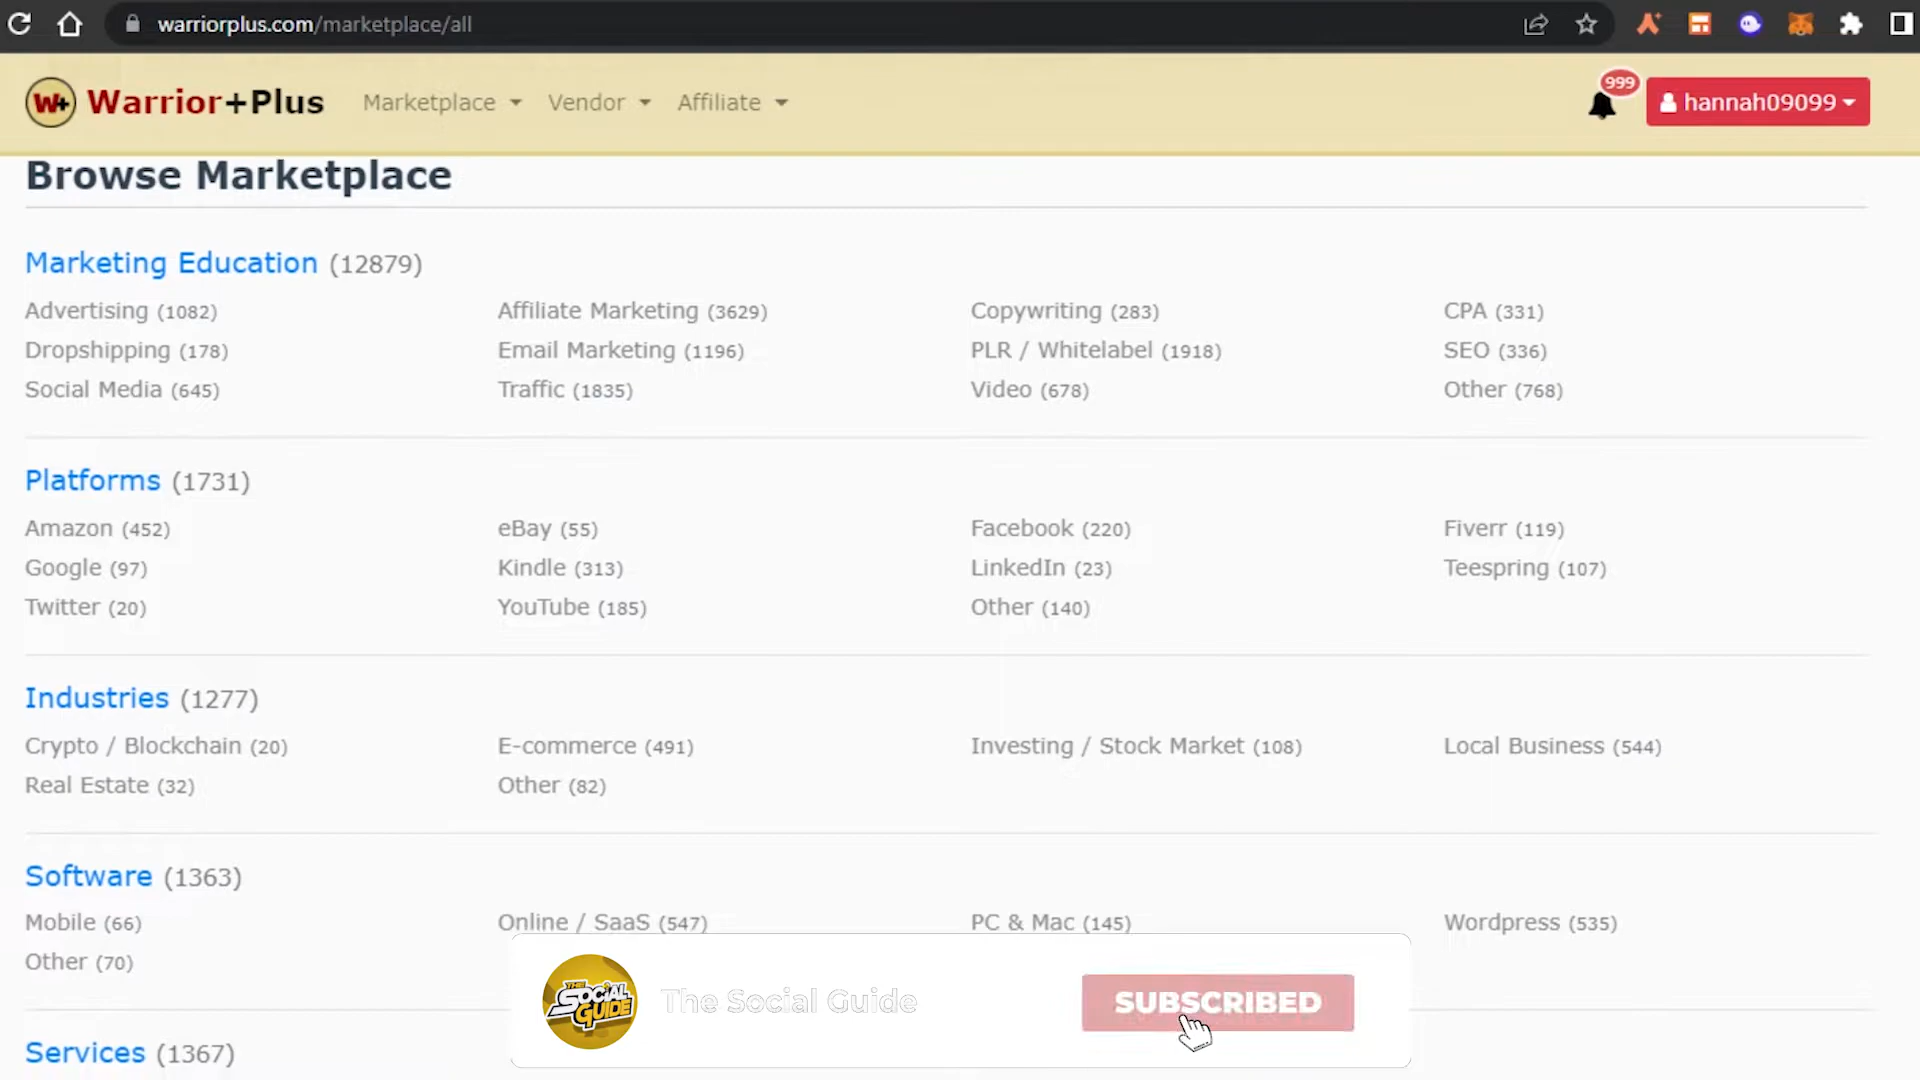 warriorplus.com/marketplace/all
W+ Warrior+Plus Marketplace Vendor Affiliate 999 hannah09099
Browse Marketplace
Marketing Education (12879)
Advertising (1082) Affiliate Marketing (3629) Copywriting (283) CPA (331)
Dropshipping (178) Email Marketing (1196) PLR / Whitelabel (1918) SEO (336)
Social Media (645) Traffic (1835) Video (678) Other (768)
Platforms (1731)
Amazon (452) eBay (55) Facebook (220) Fiverr (119)
Google (97) Kindle (313) LinkedIn (23) Teespring (107)
Twitter (20) YouTube (185) Other (140)
Industries (1277)
Crypto / Blockchain (20) E-commerce (491) Investing / Stock Market (108) Local Business (544)
Real Estate (32) Other (82)
Software (1363)
Mobile (66) Online / SaaS (547) PC & Mac (145) Wordpress (535)
Other (70)
THE SOCIAL GUIDE The Social Guide SUBSCRIBED
Services (1367)